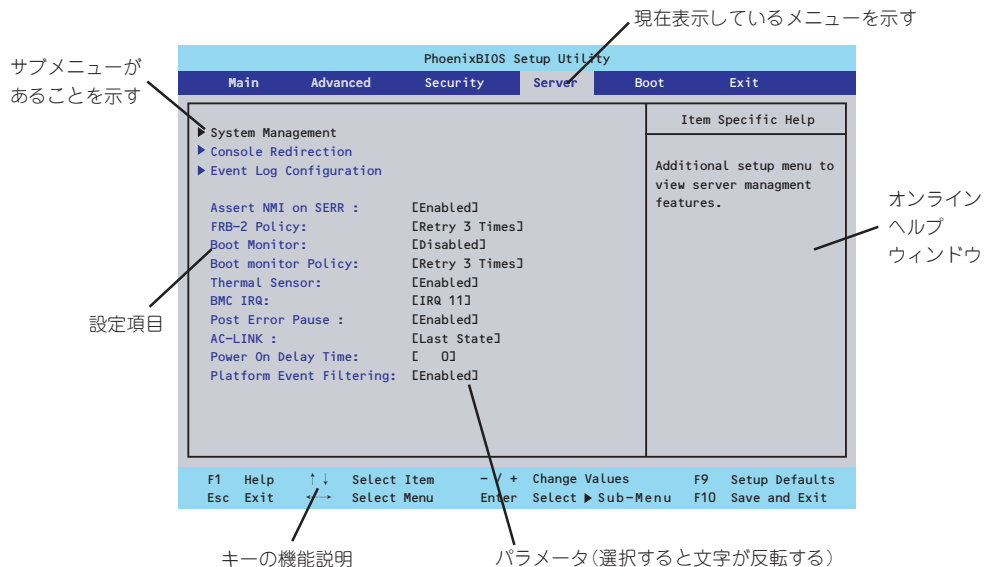 現在表示しているメニューを示す
サブメニューが
あることを示す
PhoenixBIOS Setup Utility
Main Advanced Security Server Boot Exit
▶ System Management
▶ Console Redirection
▶ Event Log Configuration
Assert NMI on SERR : [Enabled]
FRB-2 Policy: [Retry 3 Times]
Boot Monitor: [Disabled]
Boot monitor Policy: [Retry 3 Times]
Thermal Sensor: [Enabled]
BMC IRQ: [IRQ 11]
Post Error Pause : [Enabled]
AC-LINK : [Last State]
Power On Delay Time: [ 0]
Platform Event Filtering: [Enabled]
Item Specific Help
Additional setup menu to
view server managment
features.
オンライン
ヘルプ
ウィンドウ
設定項目
F1 Help ↑↓ Select Item - / + Change Values F9 Setup Defaults
Esc Exit ←→ Select Menu Enter Select ▶ Sub-Menu F10 Save and Exit
キーの機能説明
パラメータ(選択すると文字が反転する)